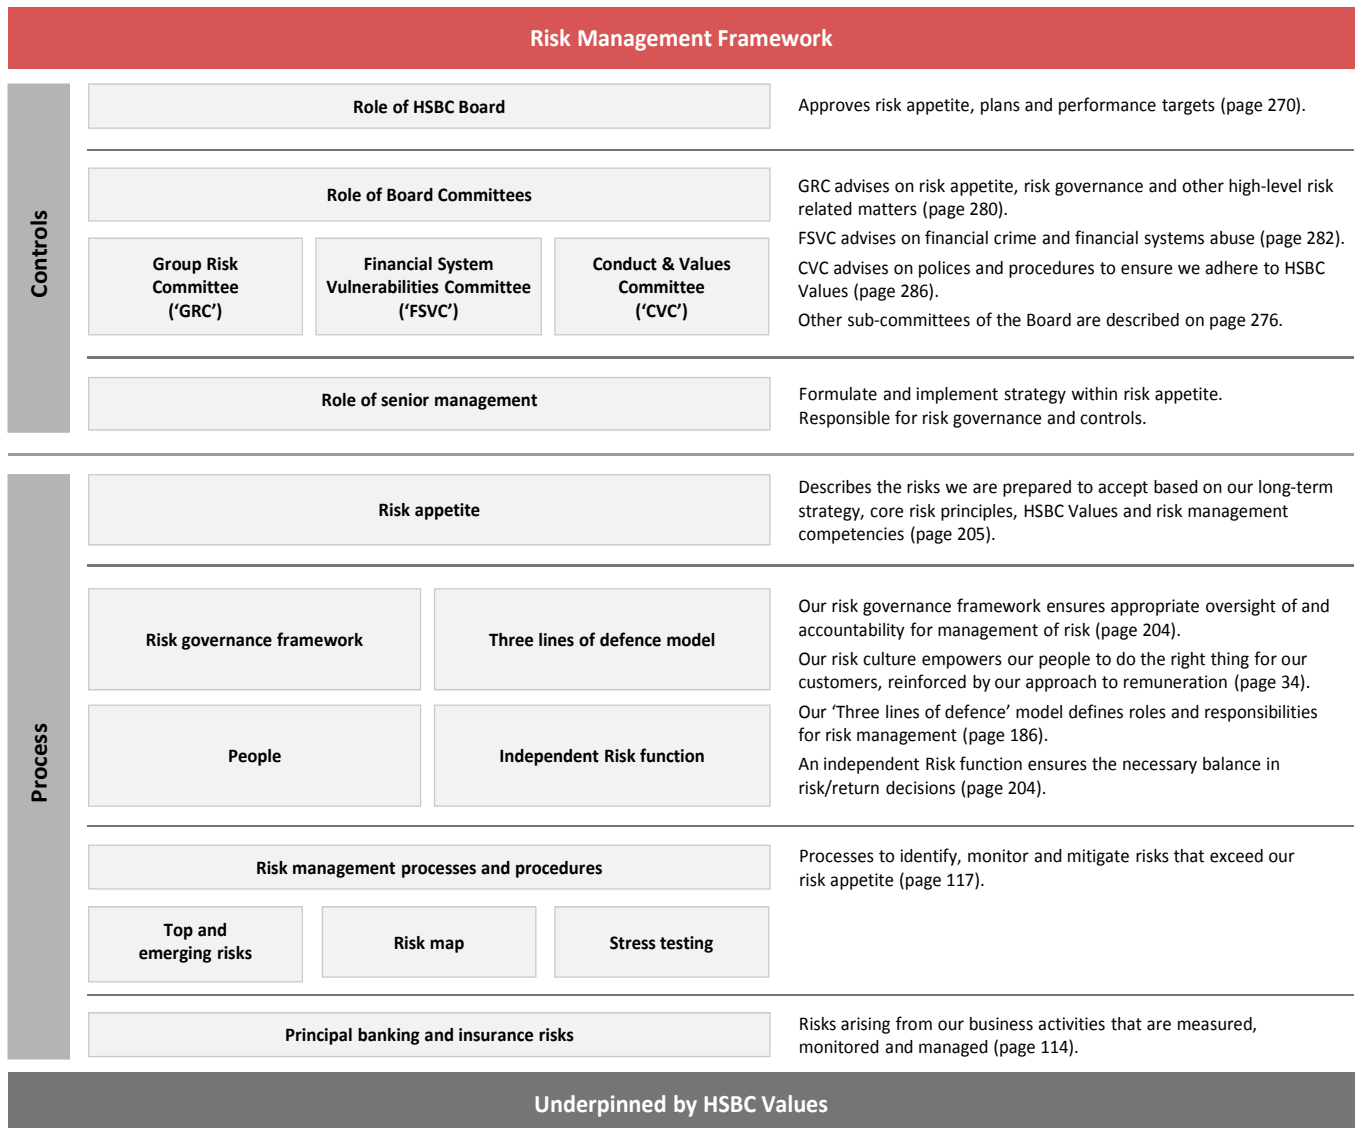 Risk Management Framework
Controls
Role of HSBC Board
Approves risk appetite, plans and performance targets (page 270).
Role of Board Committees
Group Risk
Committee
(‘GRC’)
Financial System
Vulnerabilities Committee
(‘FSVC’)
Conduct & Values
Committee
(‘CVC’)
GRC advises on risk appetite, risk governance and other high-level risk
related matters (page 280).
FSVC advises on financial crime and financial systems abuse (page 282).
CVC advises on polices and procedures to ensure we adhere to HSBC
Values (page 286).
Other sub-committees of the Board are described on page 276.
Role of senior management
Formulate and implement strategy within risk appetite.
Responsible for risk governance and controls.
Process
Risk appetite
Describes the risks we are prepared to accept based on our long-term
strategy, core risk principles, HSBC Values and risk management
competencies (page 205).
Risk governance framework
Three lines of defence model
People
Independent Risk function
Our risk governance framework ensures appropriate oversight of and
accountability for management of risk (page 204).
Our risk culture empowers our people to do the right thing for our
customers, reinforced by our approach to remuneration (page 34).
Our ‘Three lines of defence’ model defines roles and responsibilities
for risk management (page 186).
An independent Risk function ensures the necessary balance in
risk/return decisions (page 204).
Risk management processes and procedures
Top and
emerging risks
Risk map
Stress testing
Processes to identify, monitor and mitigate risks that exceed our
risk appetite (page 117).
Principal banking and insurance risks
Risks arising from our business activities that are measured,
monitored and managed (page 114).
Underpinned by HSBC Values